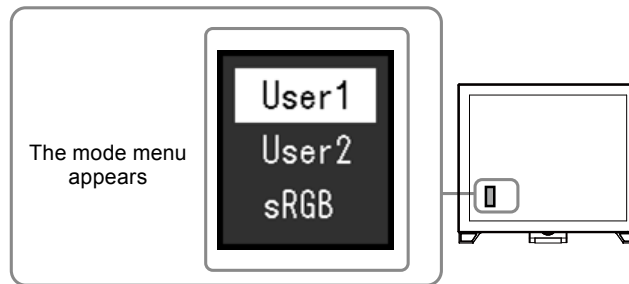 The mode menu
appears
User1
User2
sRGB